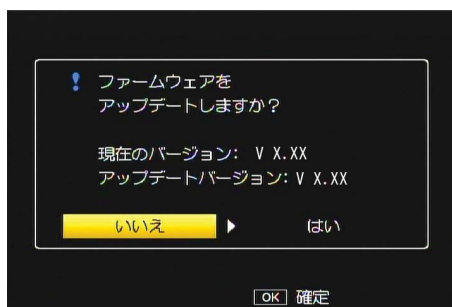 ファームウェアを
アップデートしますか？
現在のバージョン: V X.XX
アップデートバージョン: V X.XX
いいえ はい
OK 確定